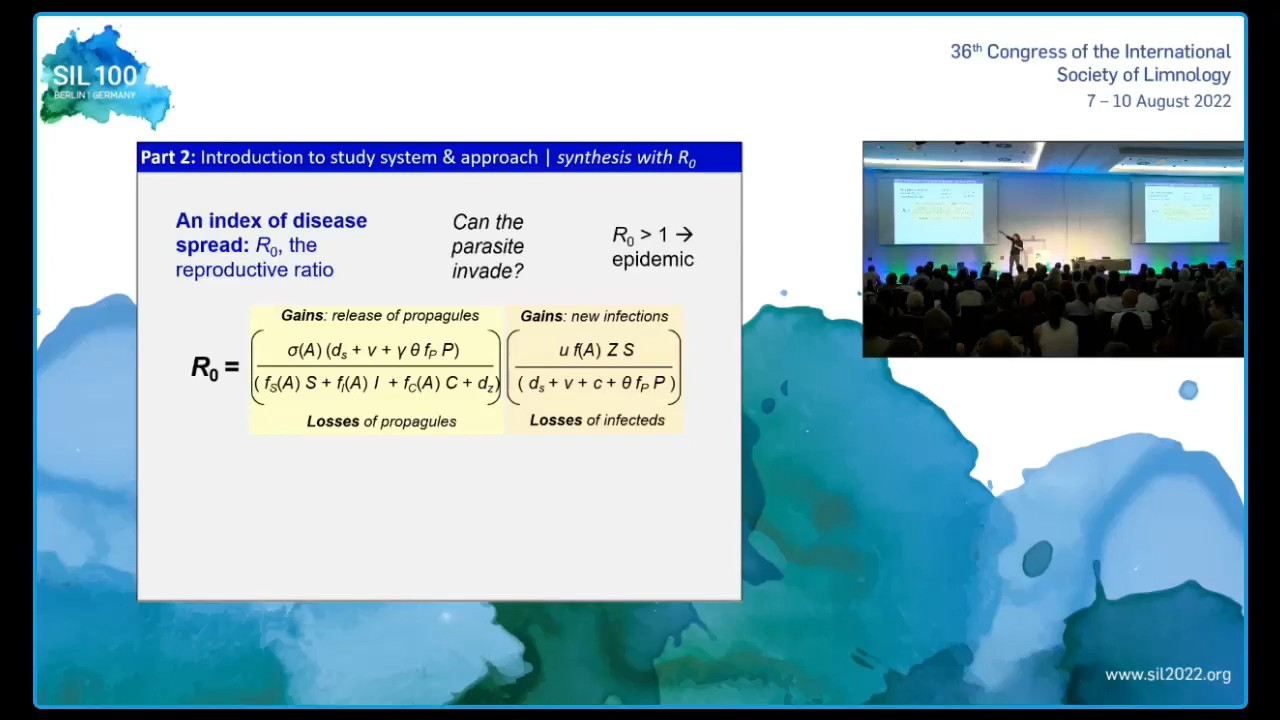 SIL 100
BERLIN | GERMANY
36th Congress of the International
Society of Limnology
7 – 10 August 2022
Part 2: Introduction to study system & approach | synthesis with R0
An index of disease
spread: R0, the
reproductive ratio
Can the
parasite
invade?
R0 > 1 →
epidemic
Gains: release of propagules
Gains: new infections
R0 =
σ(A) (ds + v + γ θ fP P)
( fS(A) S + fI(A) I + fC(A) C + dz)
u f(A) Z S
( ds + v + c + θ fP P )
Losses of propagules
Losses of infecteds
www.sil2022.org